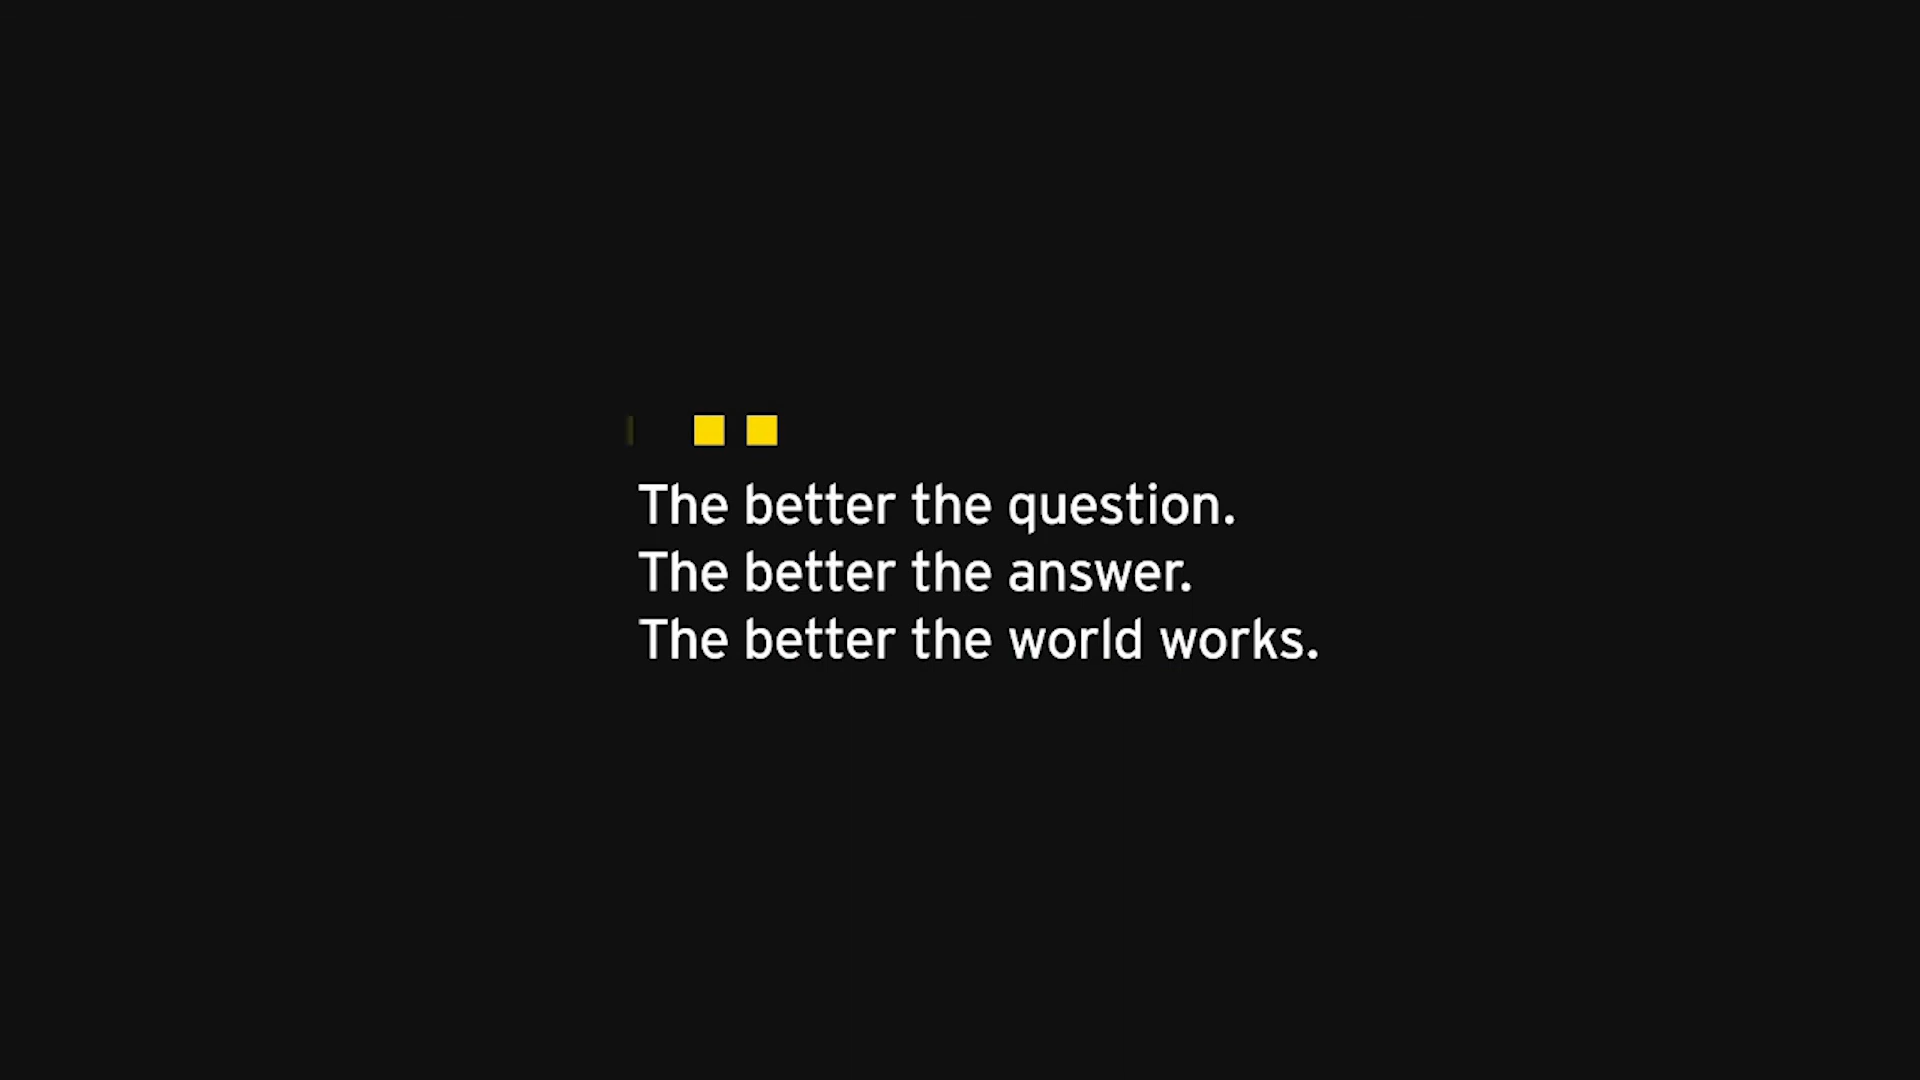 The better the question.
The better the answer.
The better the world works.